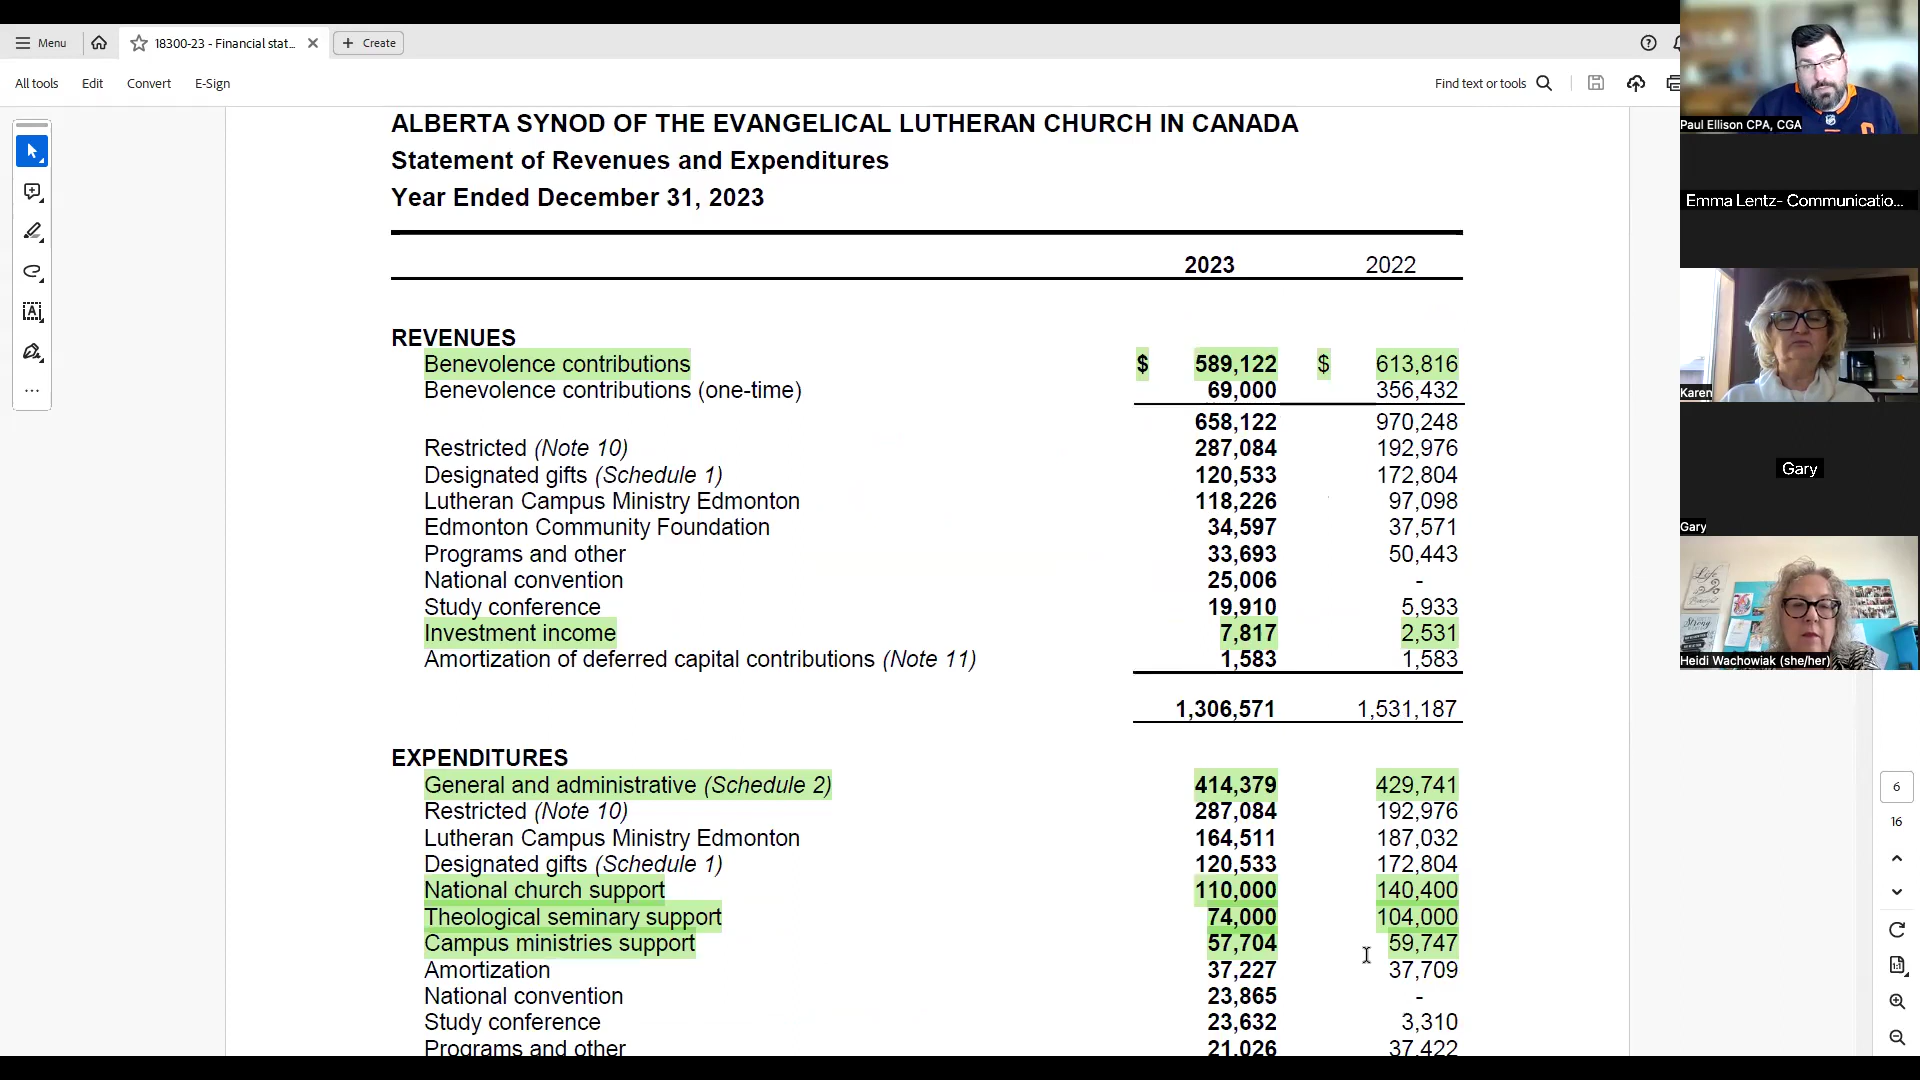 Menu
18300-23 - Financial stat...
Create
All tools
Edit
Convert
E-Sign
Find text or tools
ALBERTA SYNOD OF THE EVANGELICAL LUTHERAN CHURCH IN CANADA
Statement of Revenues and Expenditures
Year Ended December 31, 2023
2023 2022
REVENUES
Benevolence contributions $ 589,122 $ 613,816
Benevolence contributions (one-time) 69,000 356,432
658,122 970,248
Restricted (Note 10) 287,084 192,976
Designated gifts (Schedule 1) 120,533 172,804
Lutheran Campus Ministry Edmonton 118,226 97,098
Edmonton Community Foundation 34,597 37,571
Programs and other 33,693 50,443
National convention 25,006 -
Study conference 19,910 5,933
Investment income 7,817 2,531
Amortization of deferred capital contributions (Note 11) 1,583 1,583
1,306,571 1,531,187
EXPENDITURES
General and administrative (Schedule 2) 414,379 429,741
Restricted (Note 10) 287,084 192,976
Lutheran Campus Ministry Edmonton 164,511 187,032
Designated gifts (Schedule 1) 120,533 172,804
National church support 110,000 140,400
Theological seminary support 74,000 104,000
Campus ministries support 57,704 59,747
Amortization 37,227 37,709
National convention 23,865 -
Study conference 23,632 3,310
Programs and other 21,026 37,422
6
16
Paul Ellison CPA, CGA
Emma Lentz- Communicatio...
Karen
Gary
Gary
Heidi Wachowiak (she/her)